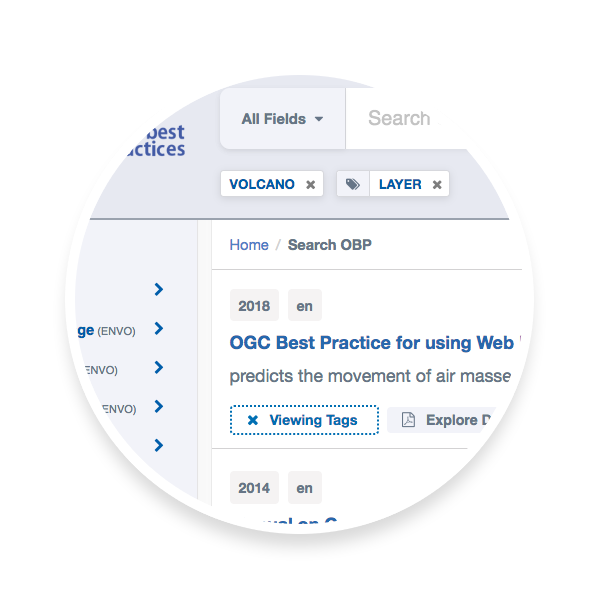 best
actices
All Fields
Search
VOLCANO
LAYER
Home / Search OBP
2018 en
OGC Best Practice for using Web
predicts the movement of air masse
Viewing Tags
Explore D
2014 en
ge (ENVO)
ENVO)
(ENVO)